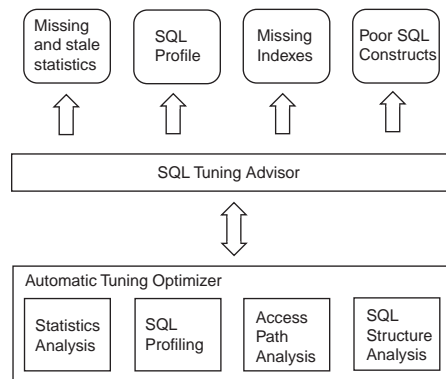 Missing
and stale
statistics
SQL
Profile
Missing
Indexes
Poor SQL
Constructs
SQL Tuning Advisor
Automatic Tuning Optimizer
Statistics
Analysis
SQL
Profiling
Access
Path
Analysis
SQL
Structure
Analysis